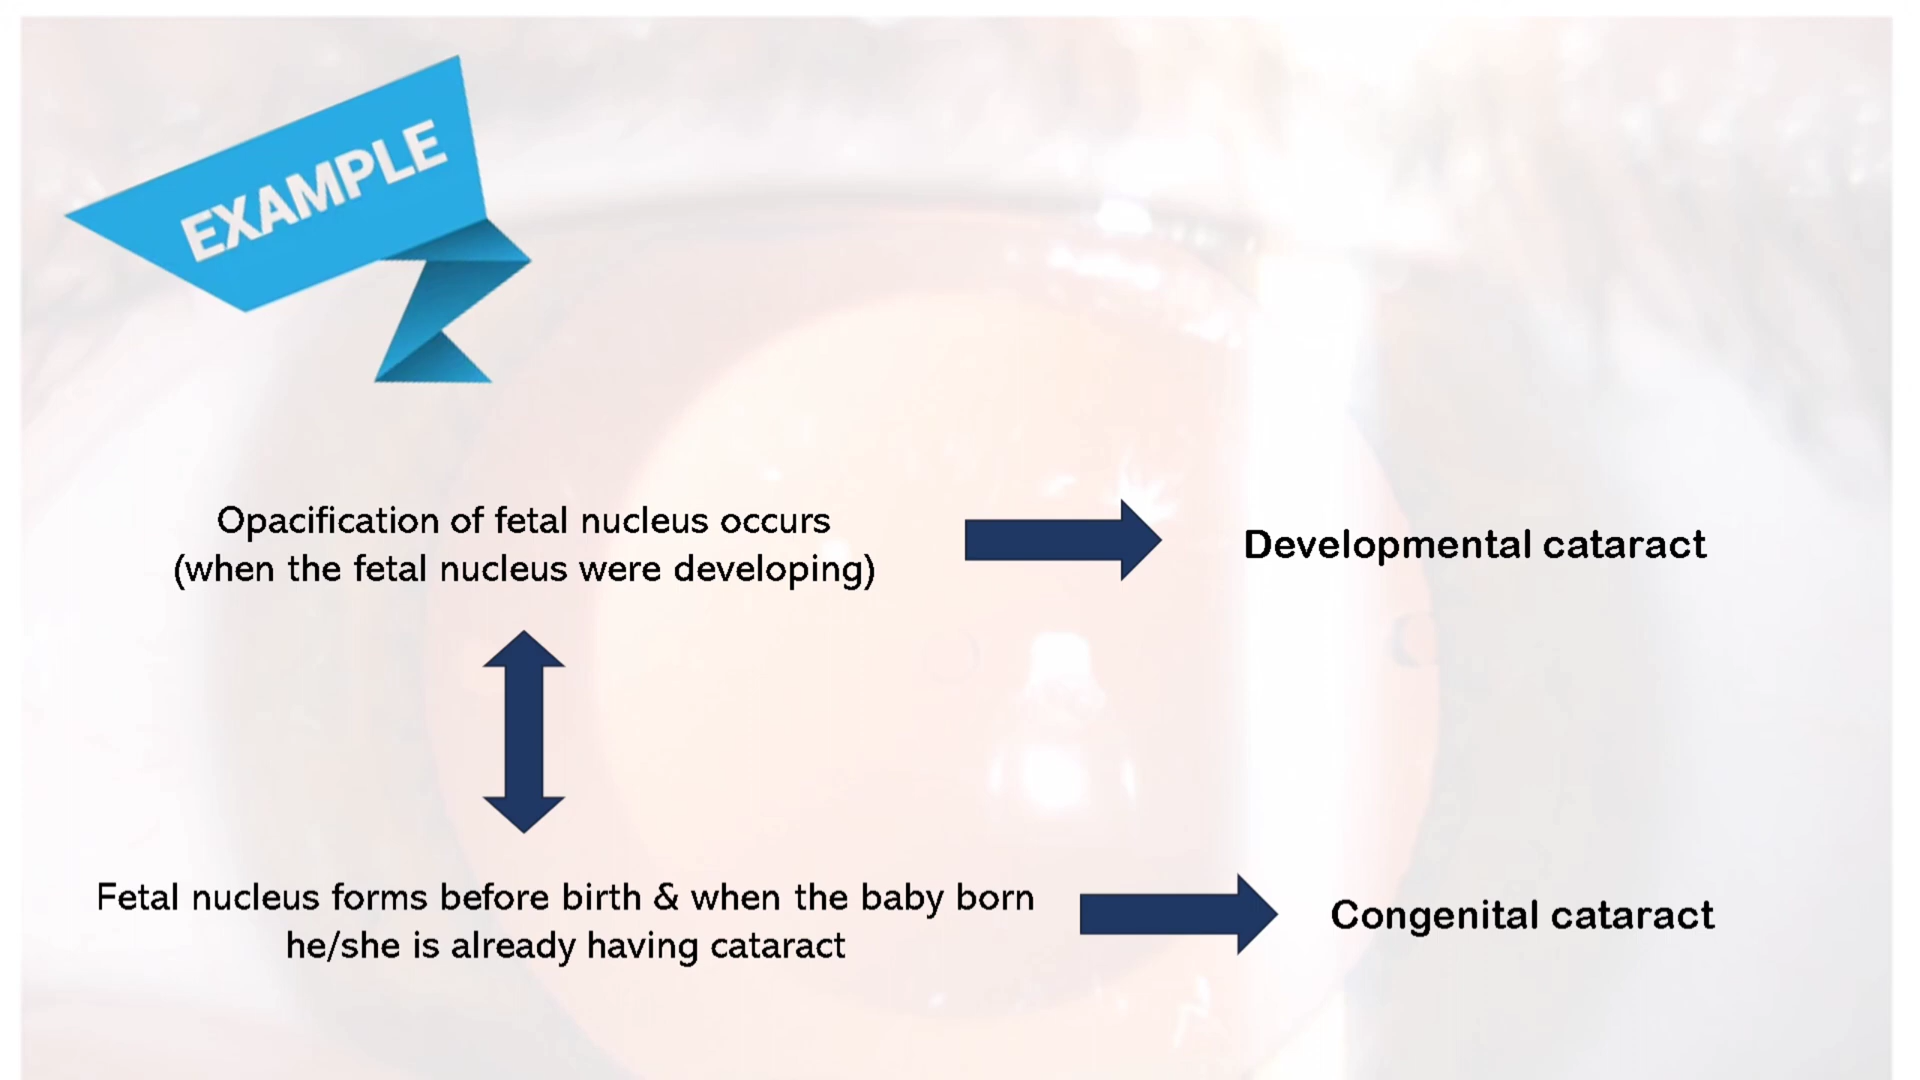 EXAMPLE
Opacification of fetal nucleus occurs
(when the fetal nucleus were developing)
Developmental cataract
Fetal nucleus forms before birth & when the baby born
he/she is already having cataract
Congenital cataract